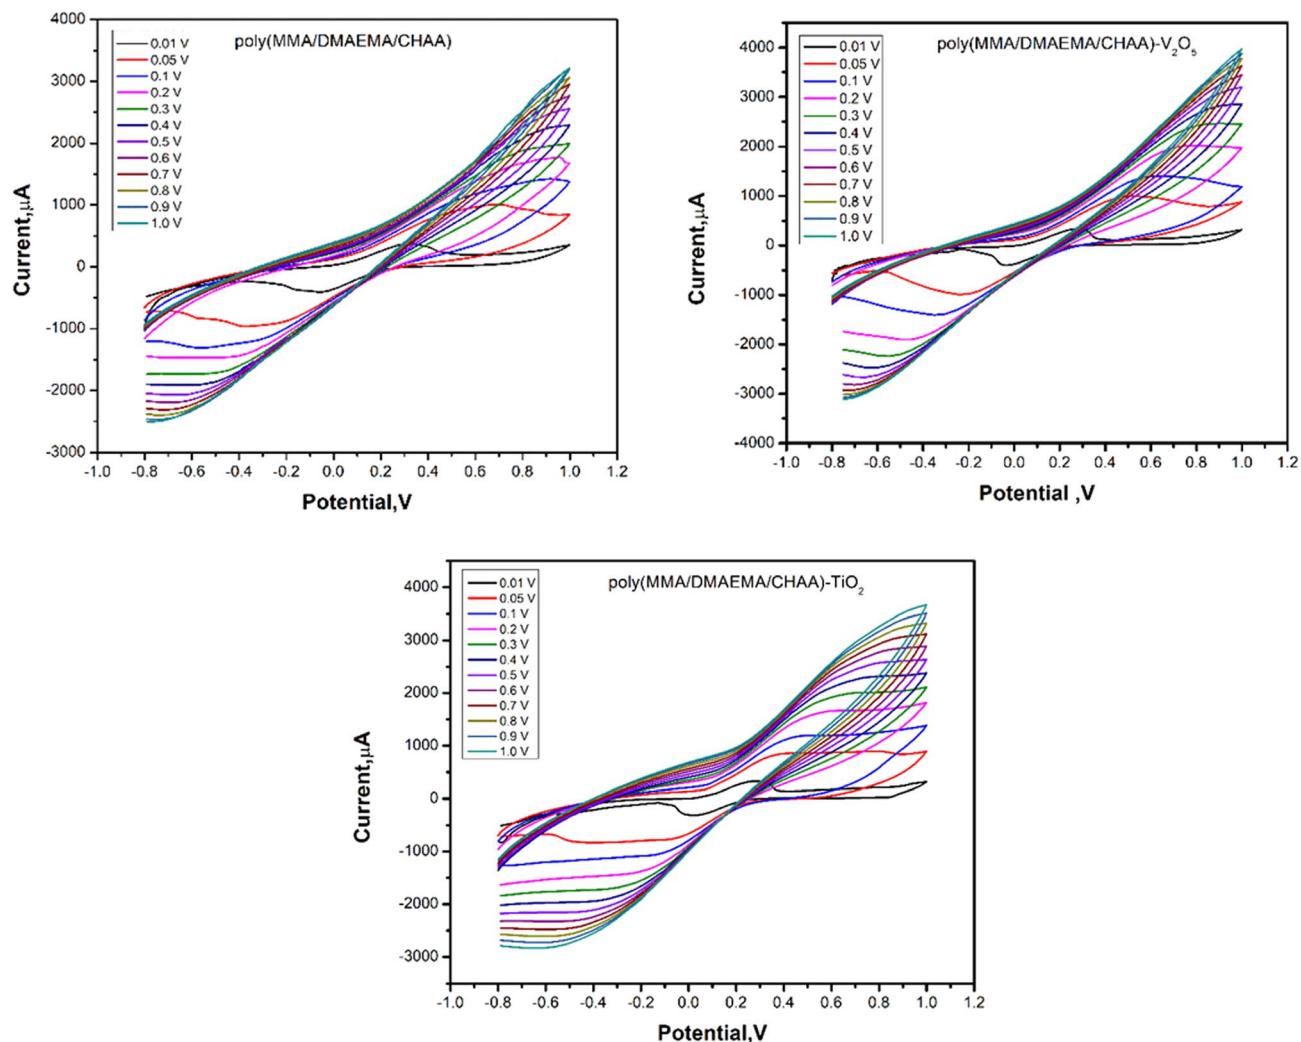 poly(MMA/DMAEMA/CHAA)
0.01 V
0.05 V
0.1 V
0.2 V
0.3 V
0.4 V
0.5 V
0.6 V
0.7 V
0.8 V
0.9 V
1.0 V
4000
3000
2000
1000
0
-1000
-2000
-3000
Current,µA
-1.0 -0.8 -0.6 -0.4 -0.2 0.0 0.2 0.4 0.6 0.8 1.0 1.2
Potential,V
poly(MMA/DMAEMA/CHAA)-V₂O₅
0.01 V
0.05 V
0.1 V
0.2 V
0.3 V
0.4 V
0.5 V
0.6 V
0.7 V
0.8 V
0.9 V
1.0 V
4000
3000
2000
1000
0
-1000
-2000
-3000
-4000
Current,µA
-1.0 -0.8 -0.6 -0.4 -0.2 0.0 0.2 0.4 0.6 0.8 1.0 1.2
Potential ,V
poly(MMA/DMAEMA/CHAA)-TiO₂
0.01 V
0.05 V
0.1 V
0.2 V
0.3 V
0.4 V
0.5 V
0.6 V
0.7 V
0.8 V
0.9 V
1.0 V
4000
3000
2000
1000
0
-1000
-2000
-3000
Current,µA
-1.0 -0.8 -0.6 -0.4 -0.2 0.0 0.2 0.4 0.6 0.8 1.0 1.2
Potential,V